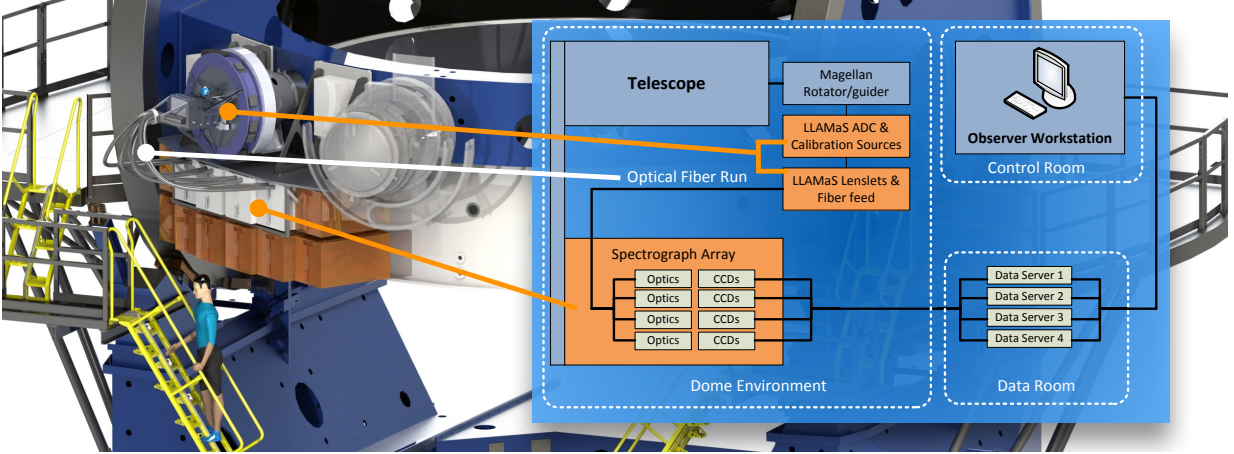 Telescope
Magellan
Rotator/guider
LLAMaS ADC &
Calibration Sources
Optical Fiber Run
LLAMaS Lenslets &
Fiber feed
Observer Workstation
Control Room
Spectrograph Array
Optics CCDs
Optics CCDs
Optics CCDs
Optics CCDs
Dome Environment
Data Server 1
Data Server 2
Data Server 3
Data Server 4
Data Room